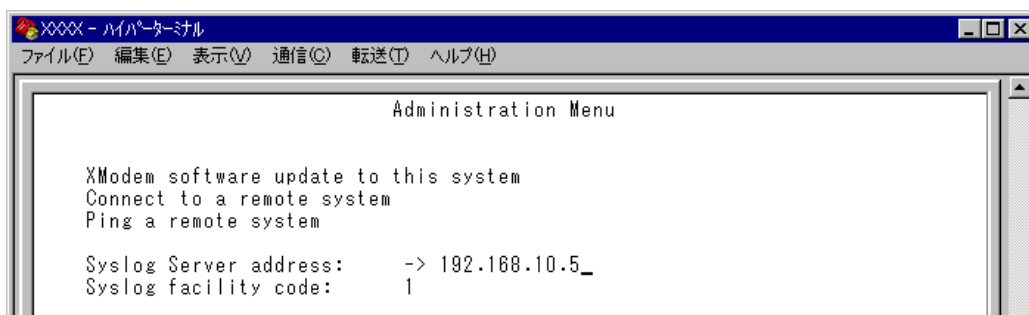 XXXX - ハイパーターミナル
ファイル(F) 編集(E) 表示(V) 通信(C) 転送(T) ヘルプ(H)
Administration Menu
XModem software update to this system
Connect to a remote system
Ping a remote system
Syslog Server address: -> 192.168.10.5_
Syslog facility code: 1